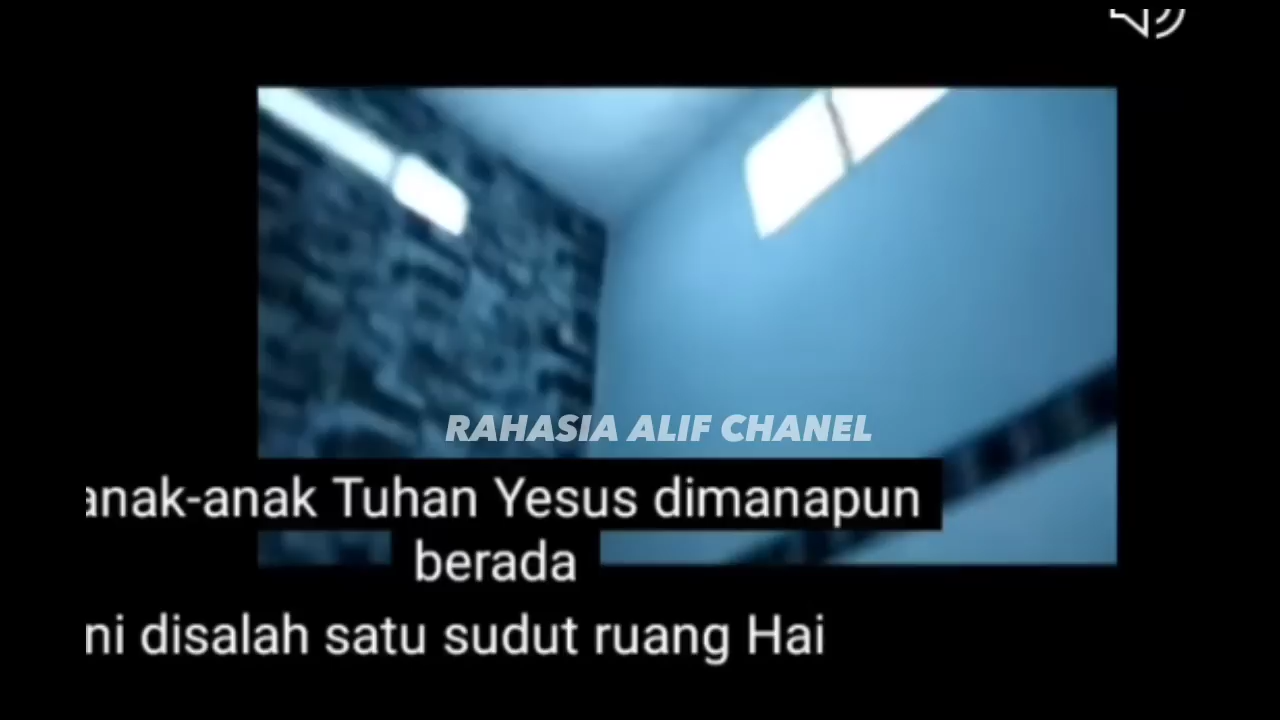 RAHASIA ALIF CHANEL
anak-anak Tuhan Yesus dimanapun
berada
ni disalah satu sudut ruang Hai